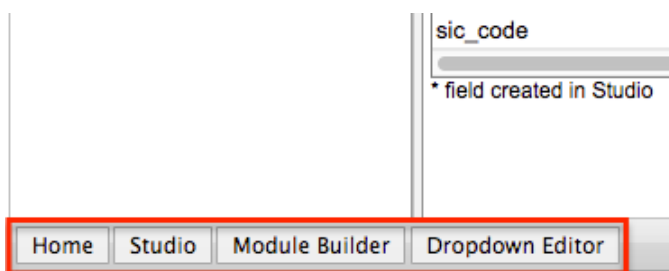 sic_code
* field created in Studio
Home Studio Module Builder Dropdown Editor